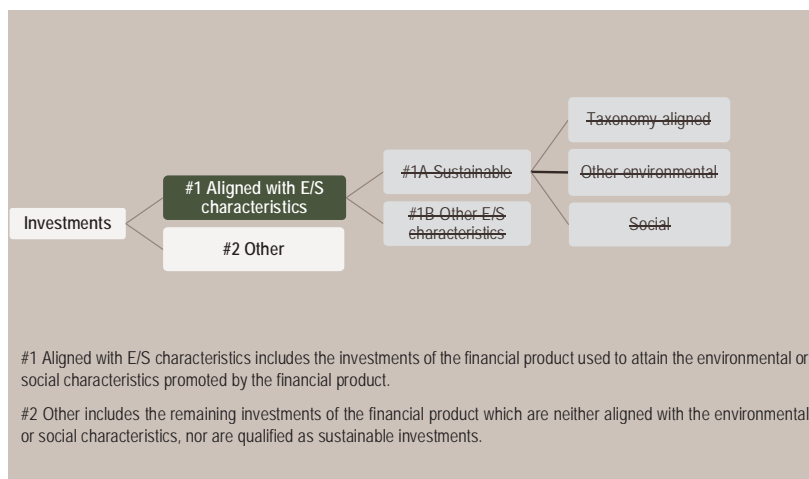 Taxonomy aligned
#1 Aligned with E/S
characteristics
#1A Sustainable
Other environmental
Investments
#1B Other E/S
characteristics
Social
#2 Other
#1 Aligned with E/S characteristics includes the investments of the financial product used to attain the environmental or
social characteristics promoted by the financial product.
#2 Other includes the remaining investments of the financial product which are neither aligned with the environmental
or social characteristics, nor are qualified as sustainable investments.